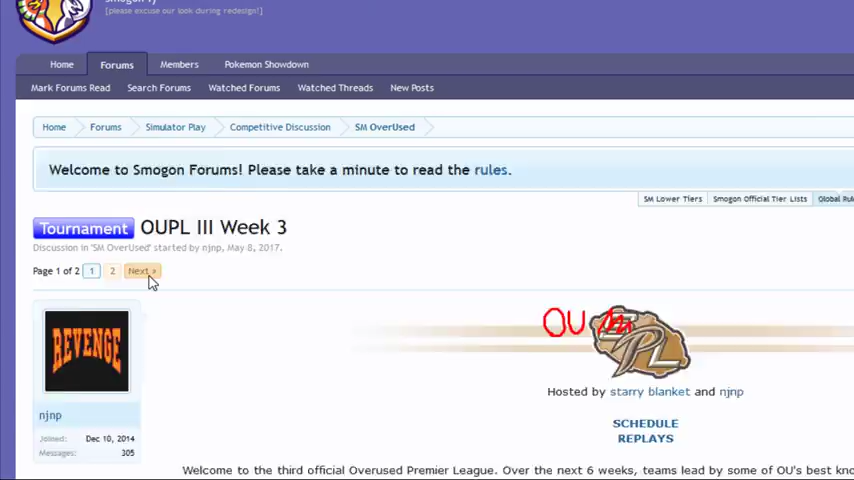 [please excuse our look during redesign!]
Home Forums Members Pokemon Showdown
Mark Forums Read Search Forums Watched Forums Watched Threads New Posts
Home Forums Simulator Play Competitive Discussion SM OverUsed
Welcome to Smogon Forums! Please take a minute to read the rules.
SM Lower Tiers Smogon Official Tier Lists Global Ru
Tournament OUPL III Week 3
Discussion in 'SM OverUsed' started by njnp, May 8, 2017.
Page 1 of 2 1 2 Next >
OU
PL
REVENGE
Hosted by starry blanket and njnp
njnp
SCHEDULE
REPLAYS
Joined: Dec 10, 2014
Messages: 305
Welcome to the third official Overused Premier League. Over the next 6 weeks, teams lead by some of OU's best kno